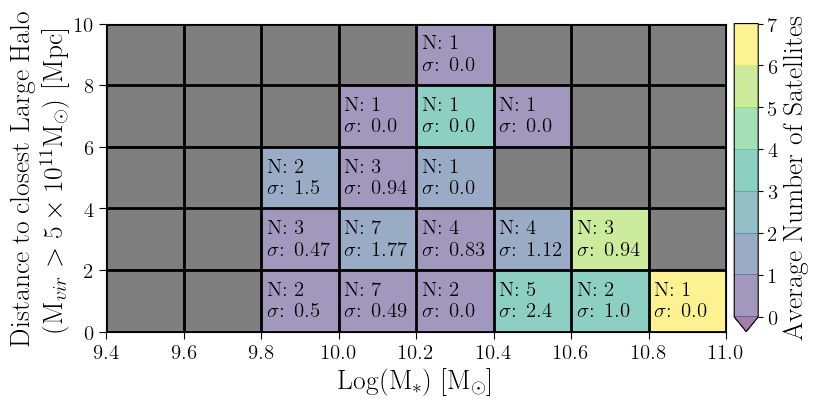 Distance to closest Large Halo
(M_vir > 5 × 10^11 M_⊙) [Mpc]
10
8
6
4
2
0
N: 1
σ: 0.0
N: 1
σ: 0.0
N: 1
σ: 0.0
N: 1
σ: 0.0
N: 2
σ: 1.5
N: 3
σ: 0.94
N: 1
σ: 0.0
N: 3
σ: 0.47
N: 7
σ: 1.77
N: 4
σ: 0.83
N: 4
σ: 1.12
N: 3
σ: 0.94
N: 2
σ: 0.5
N: 7
σ: 0.49
N: 2
σ: 0.0
N: 5
σ: 2.4
N: 2
σ: 1.0
N: 1
σ: 0.0
9.4 9.6 9.8 10.0 10.2 10.4 10.6 10.8 11.0
Log(M_*) [M_⊙]
7
6
5
4
3
2
1
0
Average Number of Satellites